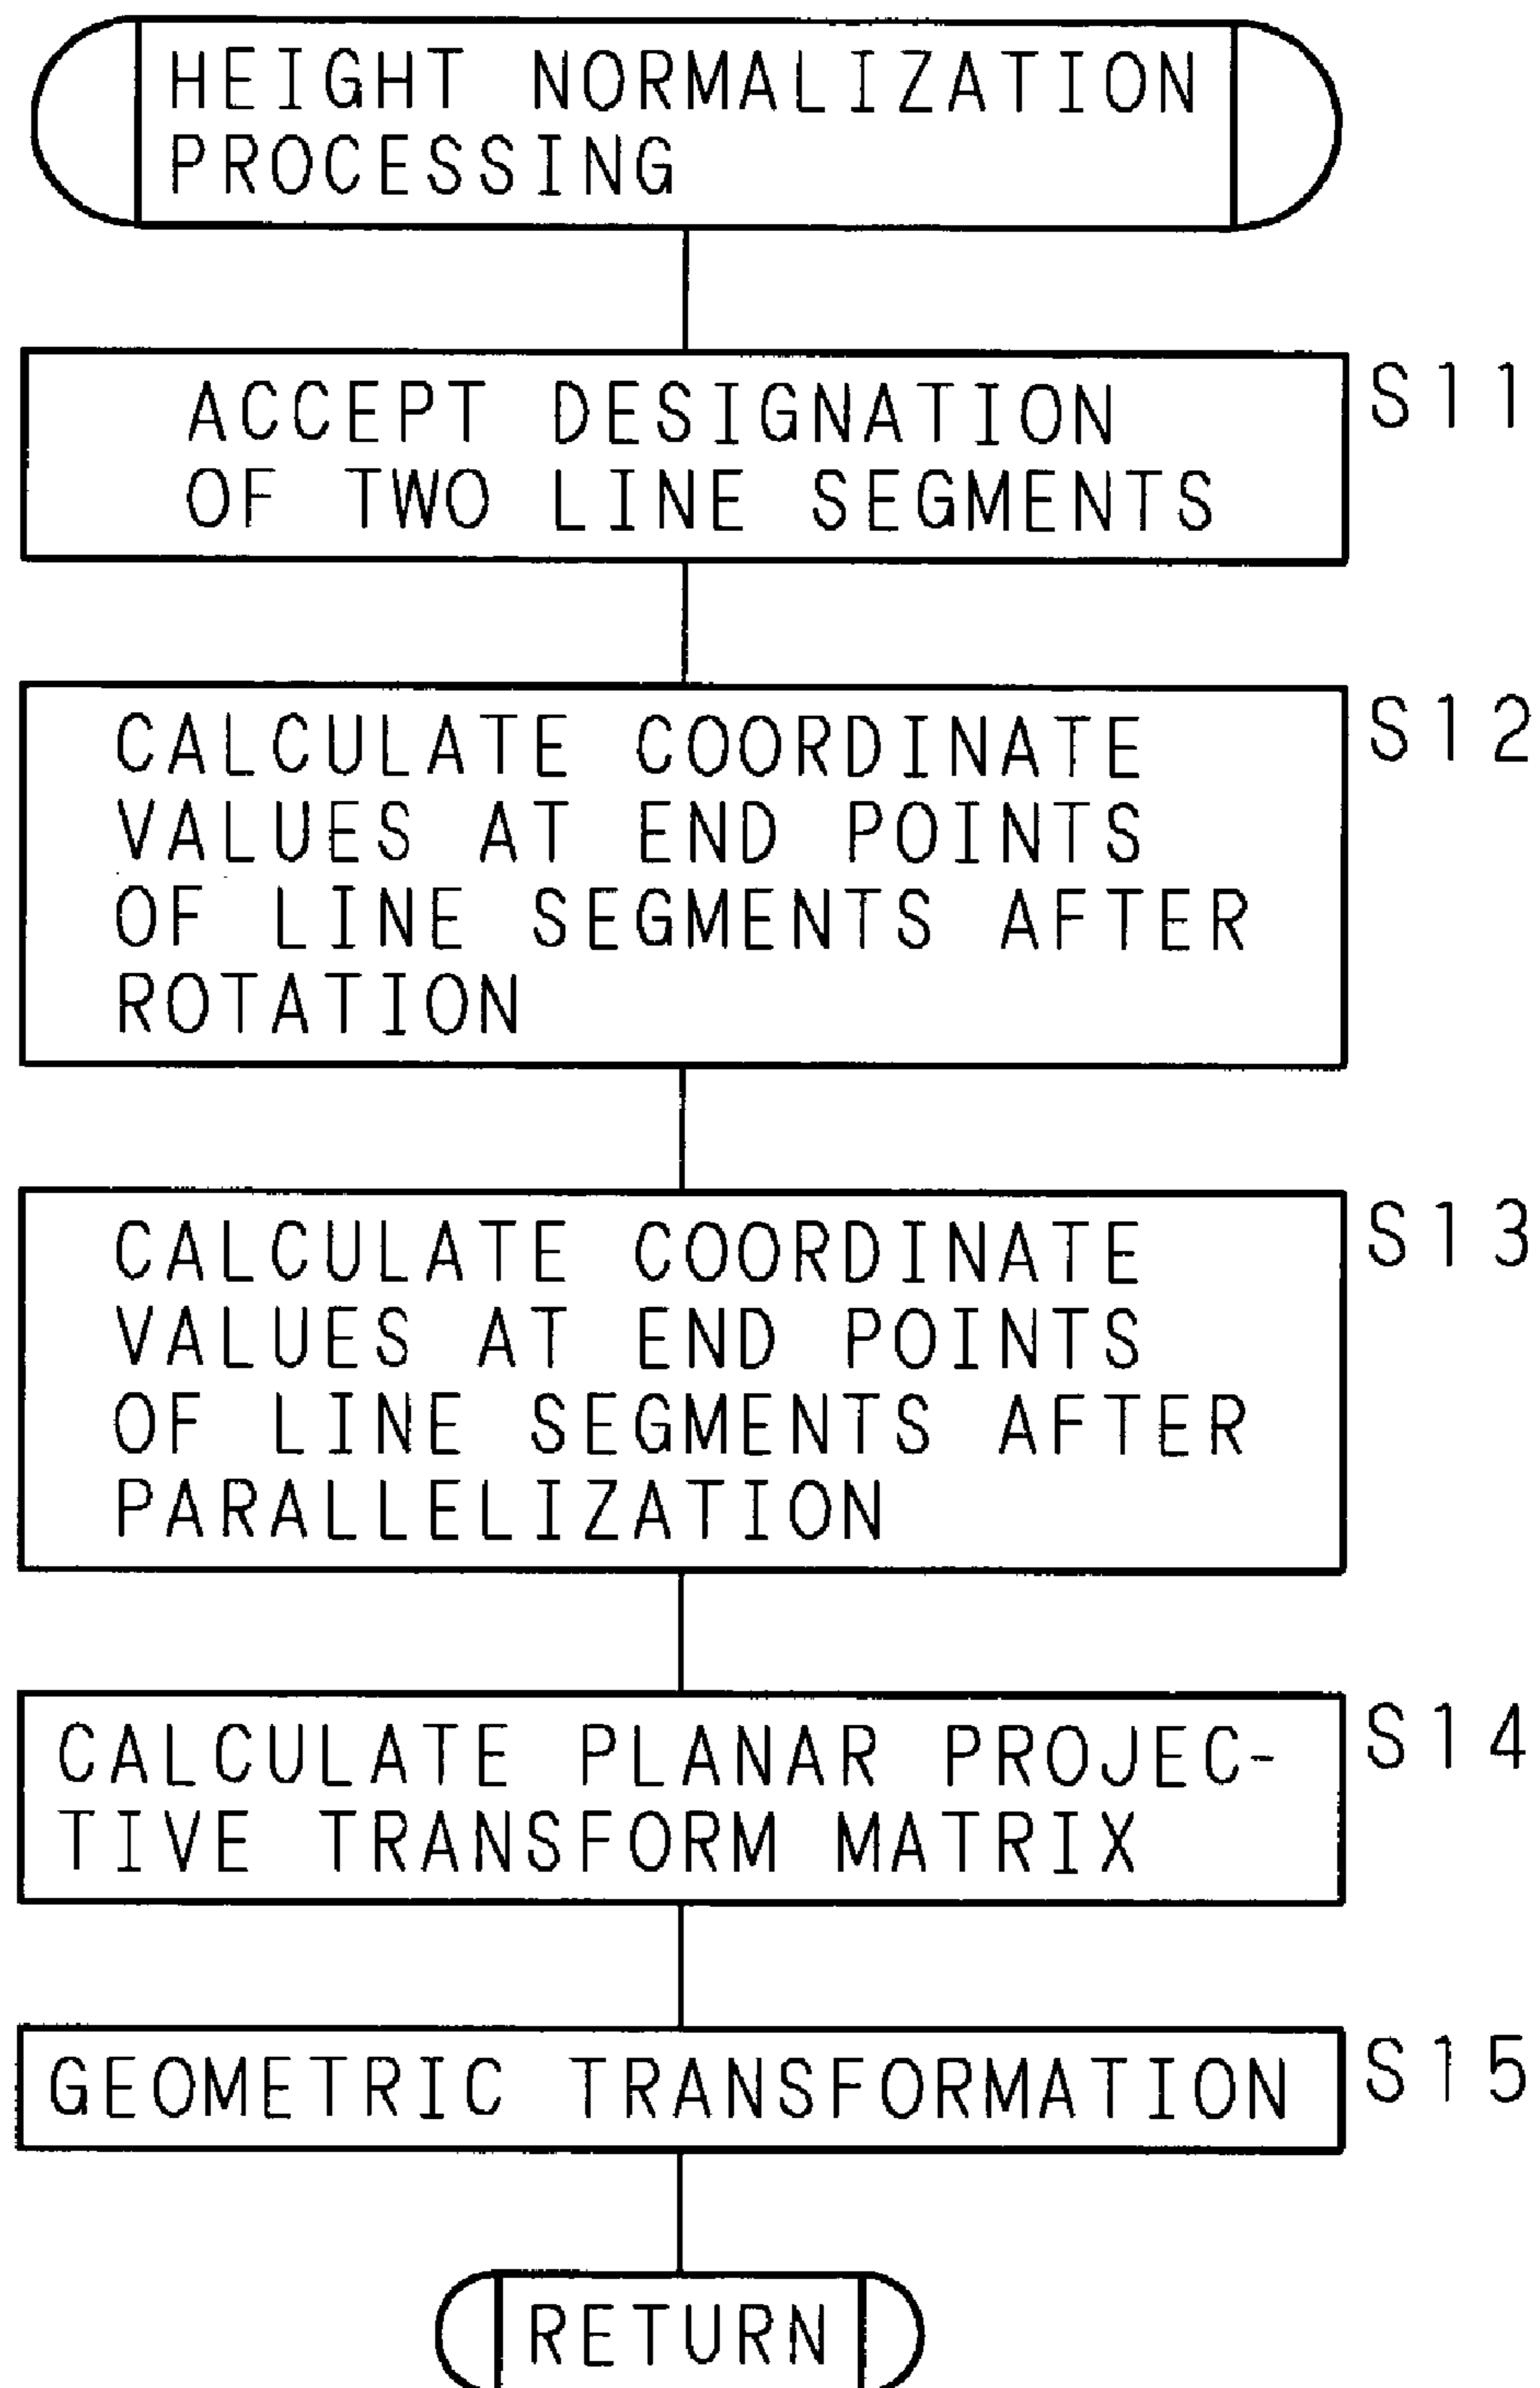 HEIGHT NORMALIZATION
PROCESSING
ACCEPT DESIGNATION
OF TWO LINE SEGMENTS
S11
CALCULATE COORDINATE
VALUES AT END POINTS
OF LINE SEGMENTS AFTER
ROTATION
S12
CALCULATE COORDINATE
VALUES AT END POINTS
OF LINE SEGMENTS AFTER
PARALLELIZATION
S13
CALCULATE PLANAR PROJEC-
TIVE TRANSFORM MATRIX
S14
GEOMETRIC TRANSFORMATION
S15
RETURN